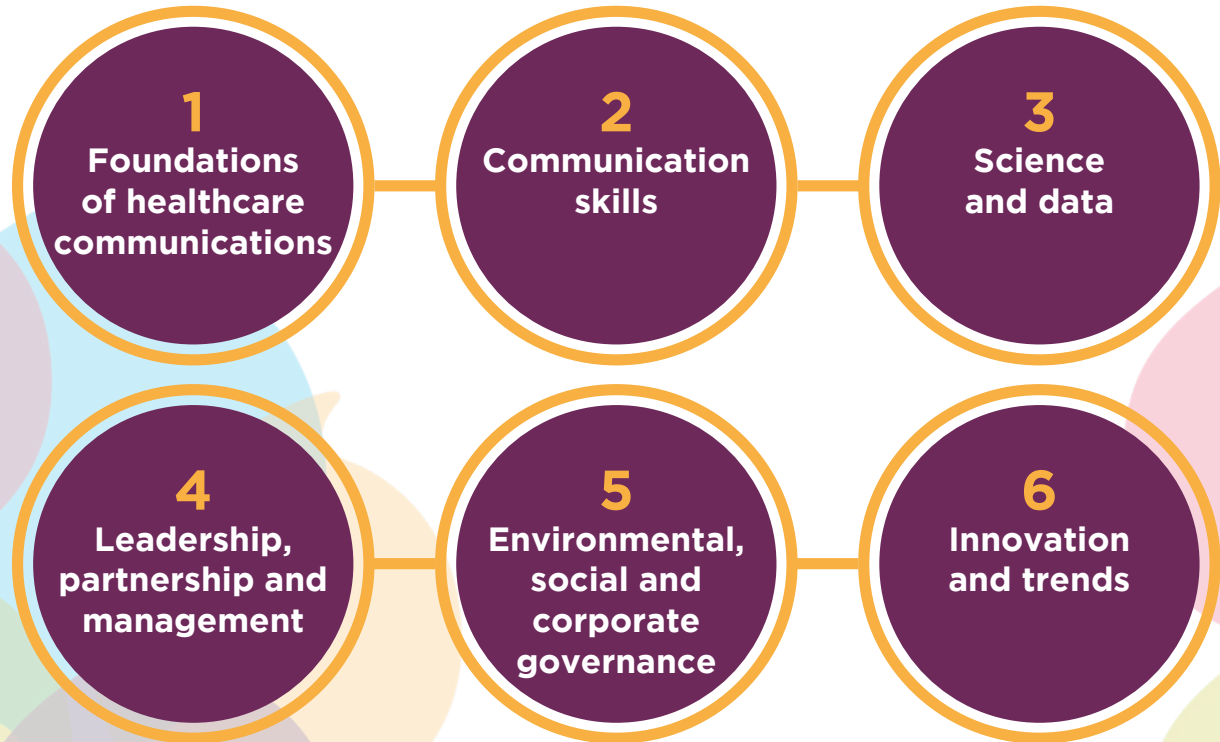 1
Foundations
of healthcare
communications
2
Communication
skills
3
Science
and data
4
Leadership,
partnership and
management
5
Environmental,
social and
corporate
governance
6
Innovation
and trends